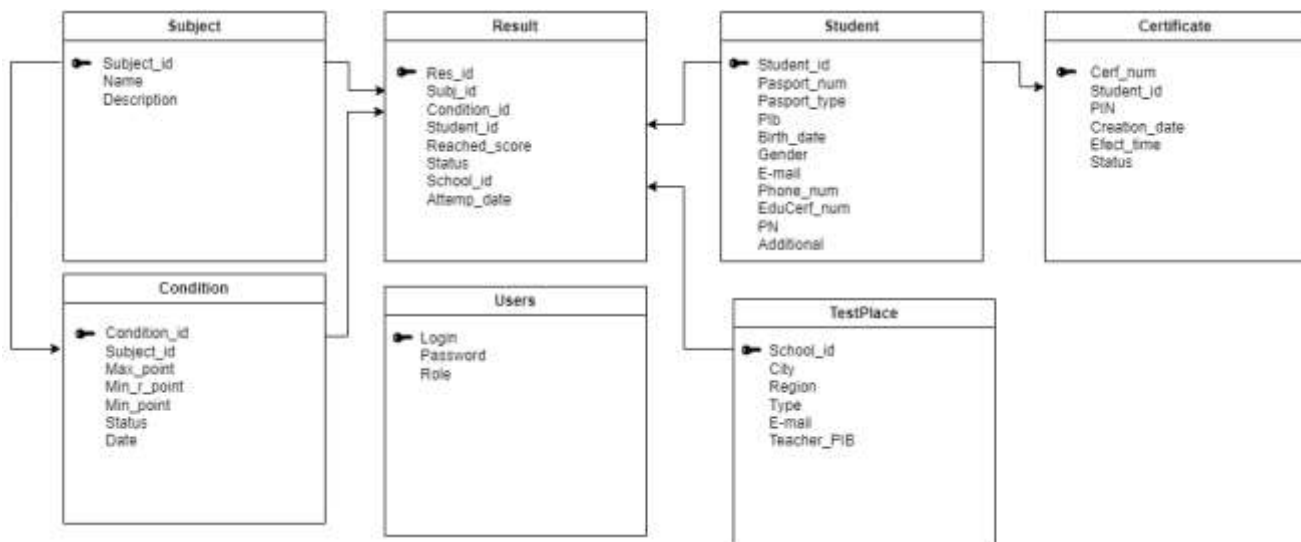 Subject
Subject_id
Name
Description
Result
Res_id
Subj_id
Condition_id
Student_id
Reached_score
Status
School_id
Attemp_date
Student
Student_id
Pasport_num
Pasport_type
Pib
Birth_date
Gender
E-mail
Phone_num
EduCerf_num
PN
Additional
Certificate
Cerf_num
Student_id
PIN
Creation_date
Efect_time
Status
Condition
Condition_id
Subject_id
Max_point
Min_r_point
Min_point
Status
Date
Users
Login
Password
Role
TestPlace
School_id
City
Region
Type
E-mail
Teacher_PIB